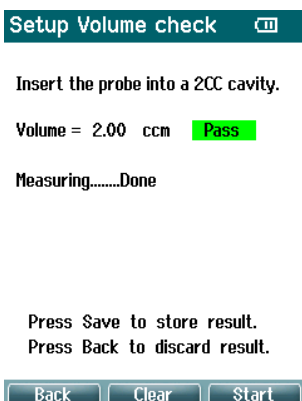 Setup Volume check
Insert the probe into a 2CC cavity.
Volume = 2.00 ccm Pass
Measuring........Done
Press Save to store result.
Press Back to discard result.
Back Clear Start